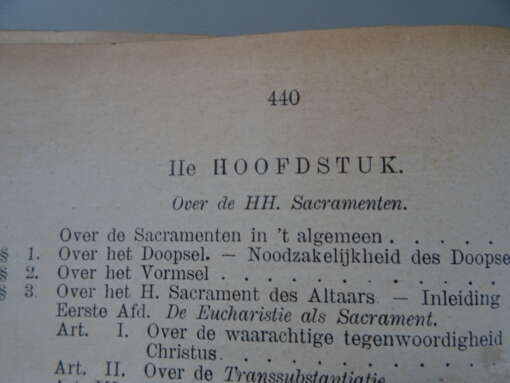 440
IIe HOOFDSTUK.
Over de HH. Sacramenten.
Over de Sacramenten in 't algemeen . . . . .
§ 1. Over het Doopsel. — Noodzakelijkheid des Doopse
§ 2. Over het Vormsel . . . . . . . . . .
§ 3. Over het H. Sacrament des Altaars — Inleiding
Eerste Afd. De Eucharistie als Sacrament.
Art. I. Over de waarachtige tegenwoordigheid
Christus. . . . . . . . . .
Art. II. Over de Transsubstantiatie